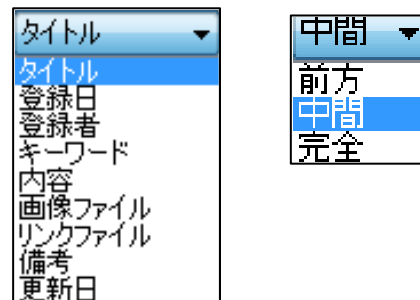 タイトル
タイトル
登録日
登録者
キーワード
内容
画像ファイル
リンクファイル
備考
更新日
中間
前方
中間
完全